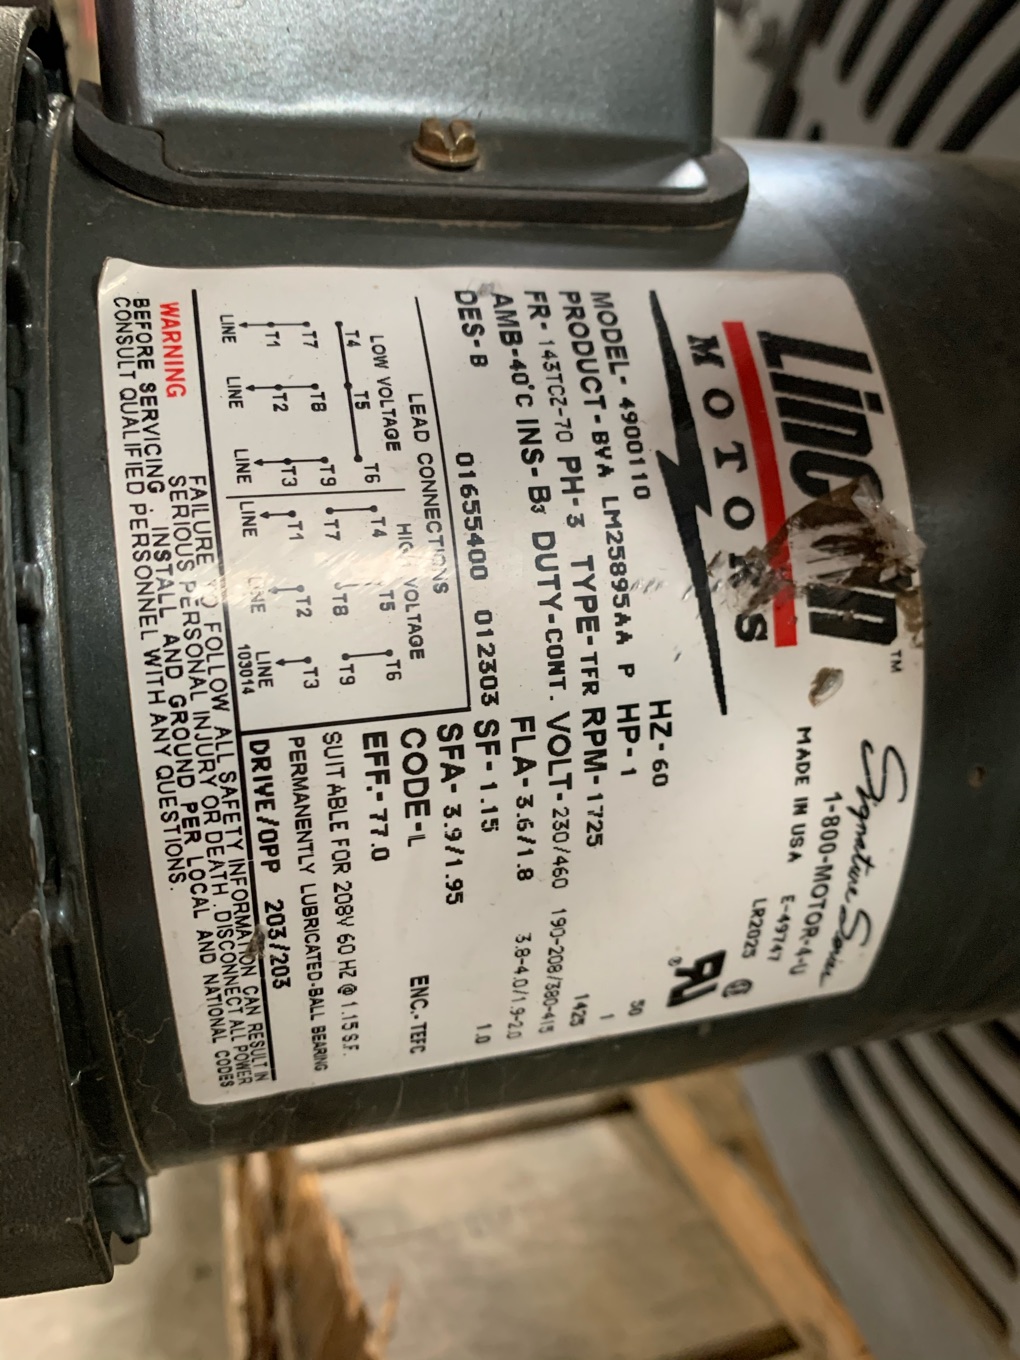 Lincoln™
MOTORS
Signature Series
1-800-MOTOR-4-U
MADE IN USA E-49747
LR2025
HZ-60 50
MODEL-4900110 HP-1 1
PRODUCT-BYA LM25895AA P RPM-1725 1425
FR-143TCZ-70 PH-3 TYPE-TFR VOLT-230/460 190-208/380-415
AMB-40°C INS-B3 DUTY-CONT. FLA-3.6/1.8 3.8-4.0/1.9-2.0
DES-B 01655400 012303 SF-1.15 1.0
SFA-3.9/1.95
LEAD CONNECTIONS
CODE-L ENC.-TEFC
LOW VOLTAGE HIGH VOLTAGE
EFF.-77.0
T4 T5 T6 T4 T5 T6
SUITABLE FOR 208V 60 HZ @ 1.15 S.F.
T7 T8 T9 T7 T8 T9
PERMANENTLY LUBRICATED-BALL BEARING
T1 T2 T3 T1 T2 T3
LINE LINE LINE LINE LINE LINE
103014
DRIVE/OPP 203/203
WARNING FAILURE TO FOLLOW ALL SAFETY INFORMATION CAN RESULT IN
SERIOUS PERSONAL INJURY OR DEATH. DISCONNECT ALL POWER
BEFORE SERVICING. INSTALL AND GROUND PER LOCAL AND NATIONAL CODES.
CONSULT QUALIFIED PERSONNEL WITH ANY QUESTIONS.